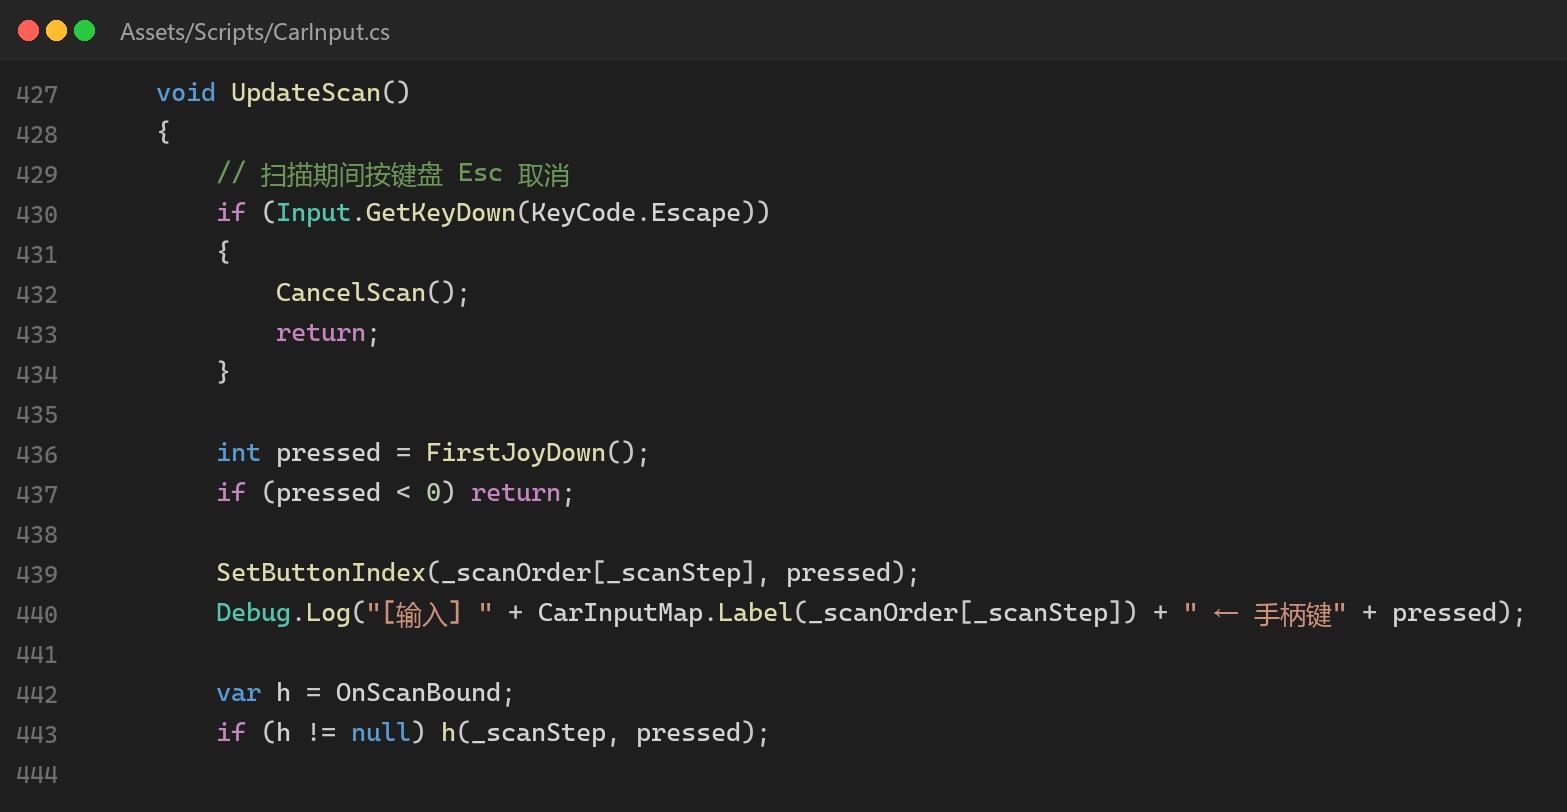 Assets/Scripts/CarInput.cs
427 void UpdateScan()
428 {
429 // 扫描期间按键盘 Esc 取消
430 if (Input.GetKeyDown(KeyCode.Escape))
431 {
432 CancelScan();
433 return;
434 }
435
436 int pressed = FirstJoyDown();
437 if (pressed < 0) return;
438
439 SetButtonIndex(_scanOrder[_scanStep], pressed);
440 Debug.Log("[输入] " + CarInputMap.Label(_scanOrder[_scanStep]) + " ← 手柄键" + pressed);
441
442 var h = OnScanBound;
443 if (h != null) h(_scanStep, pressed);
444